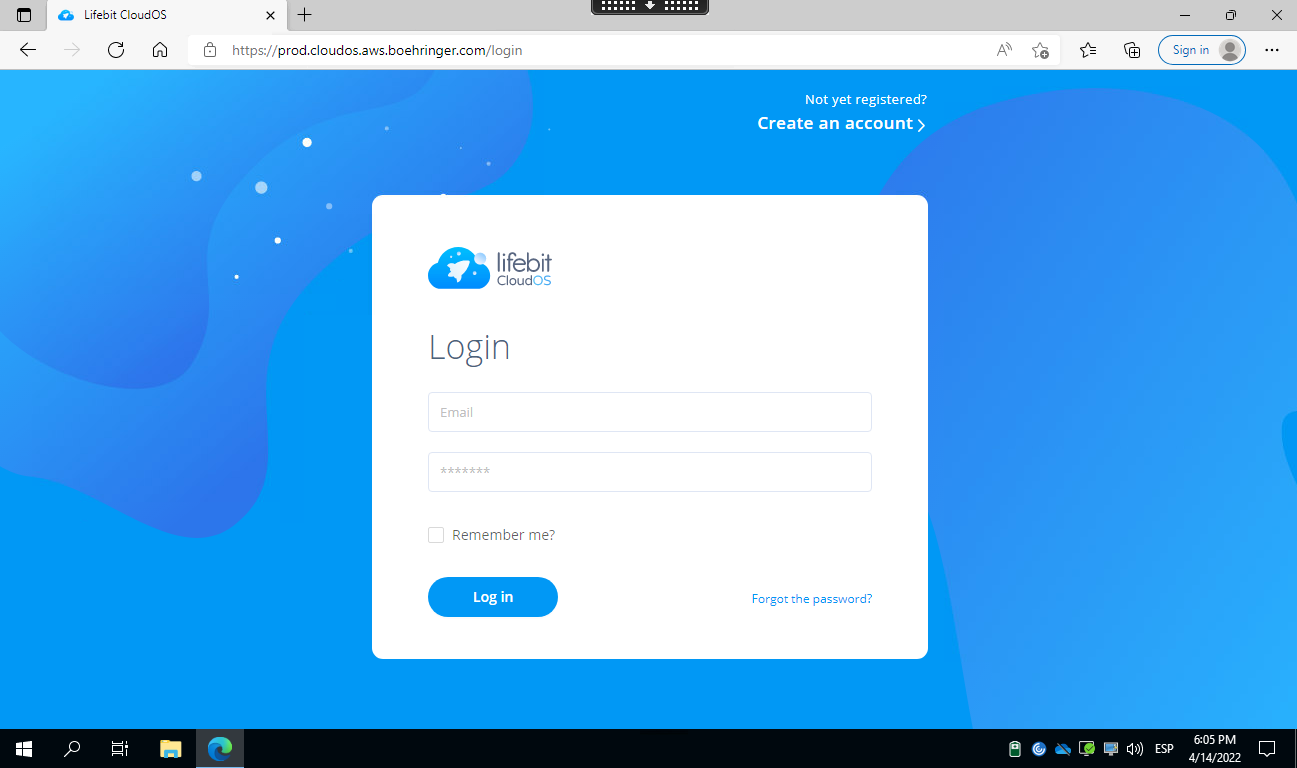 Lifebit CloudOS
https://prod.cloudos.aws.boehringer.com/login
Sign in
Not yet registered?
Create an account
lifebit
CloudOS
Login
Email
*******
Remember me?
Log in
Forgot the password?
ESP
6:05 PM
4/14/2022